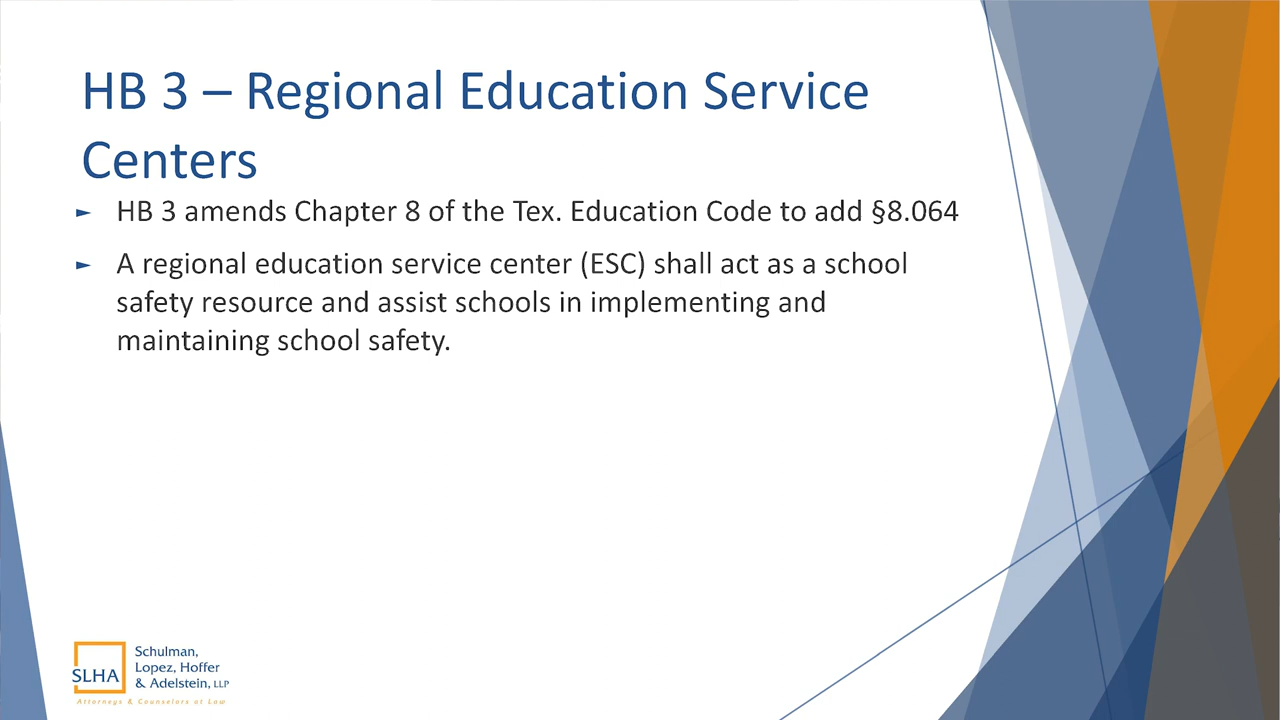 HB 3 – Regional Education Service
Centers
► HB 3 amends Chapter 8 of the Tex. Education Code to add §8.064
► A regional education service center (ESC) shall act as a school
safety resource and assist schools in implementing and
maintaining school safety.
SLHA
Schulman,
Lopez, Hoffer
& Adelstein, LLP
Attorneys & Counselors at Law